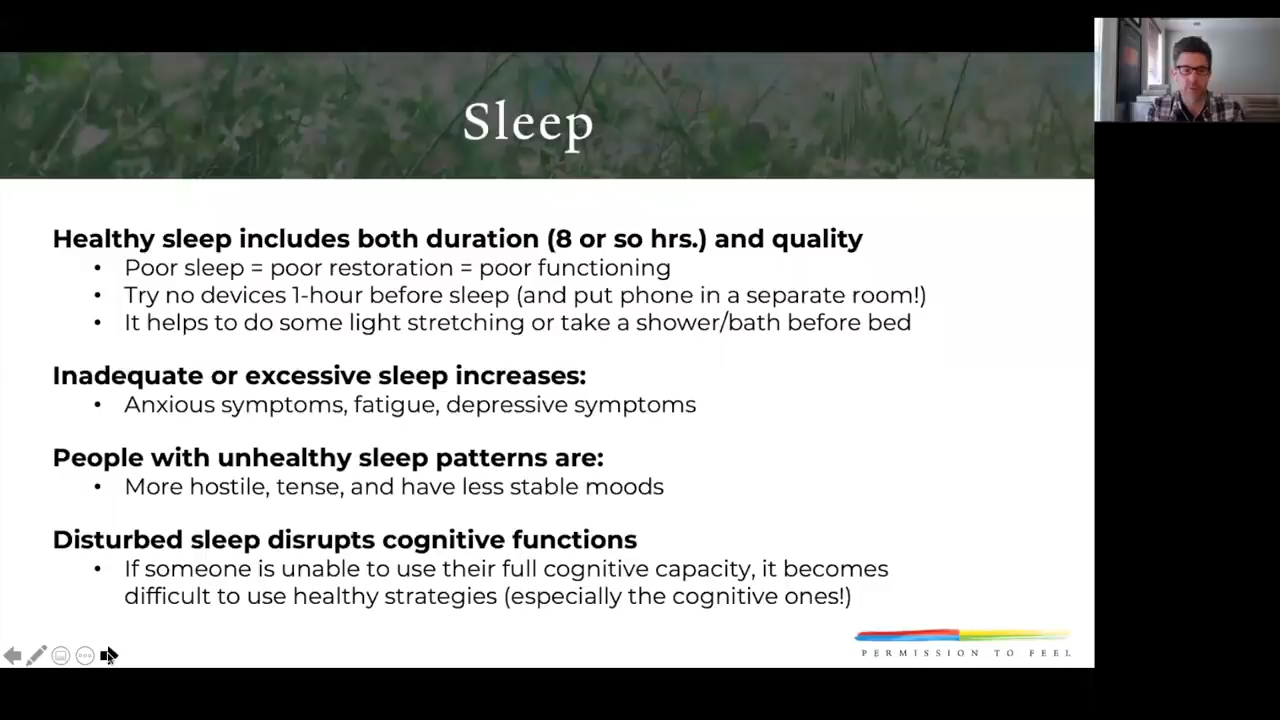 Sleep
Healthy sleep includes both duration (8 or so hrs.) and quality
• Poor sleep = poor restoration = poor functioning
• Try no devices 1-hour before sleep (and put phone in a separate room!)
• It helps to do some light stretching or take a shower/bath before bed
Inadequate or excessive sleep increases:
• Anxious symptoms, fatigue, depressive symptoms
People with unhealthy sleep patterns are:
• More hostile, tense, and have less stable moods
Disturbed sleep disrupts cognitive functions
• If someone is unable to use their full cognitive capacity, it becomes
difficult to use healthy strategies (especially the cognitive ones!)
PERMISSION TO FEEL